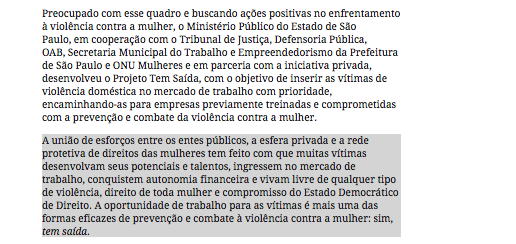 Preocupado com esse quadro e buscando ações positivas no enfrentamento
à violência contra a mulher, o Ministério Público do Estado de São
Paulo, em cooperação com o Tribunal de Justiça, Defensoria Pública,
OAB, Secretaria Municipal do Trabalho e Empreendedorismo da Prefeitura
de São Paulo e ONU Mulheres e em parceria com a iniciativa privada,
desenvolveu o Projeto Tem Saída, com o objetivo de inserir as vítimas de
violência doméstica no mercado de trabalho com prioridade,
encaminhando-as para empresas previamente treinadas e comprometidas
com a prevenção e combate da violência contra a mulher.
A união de esforços entre os entes públicos, a esfera privada e a rede
protetiva de direitos das mulheres tem feito com que muitas vítimas
desenvolvam seus potenciais e talentos, ingressem no mercado de
trabalho, conquistem autonomia financeira e vivam livre de qualquer tipo
de violência, direito de toda mulher e compromisso do Estado Democrático
de Direito. A oportunidade de trabalho para as vítimas é mais uma das
formas eficazes de prevenção e combate à violência contra a mulher: sim,
tem saída.